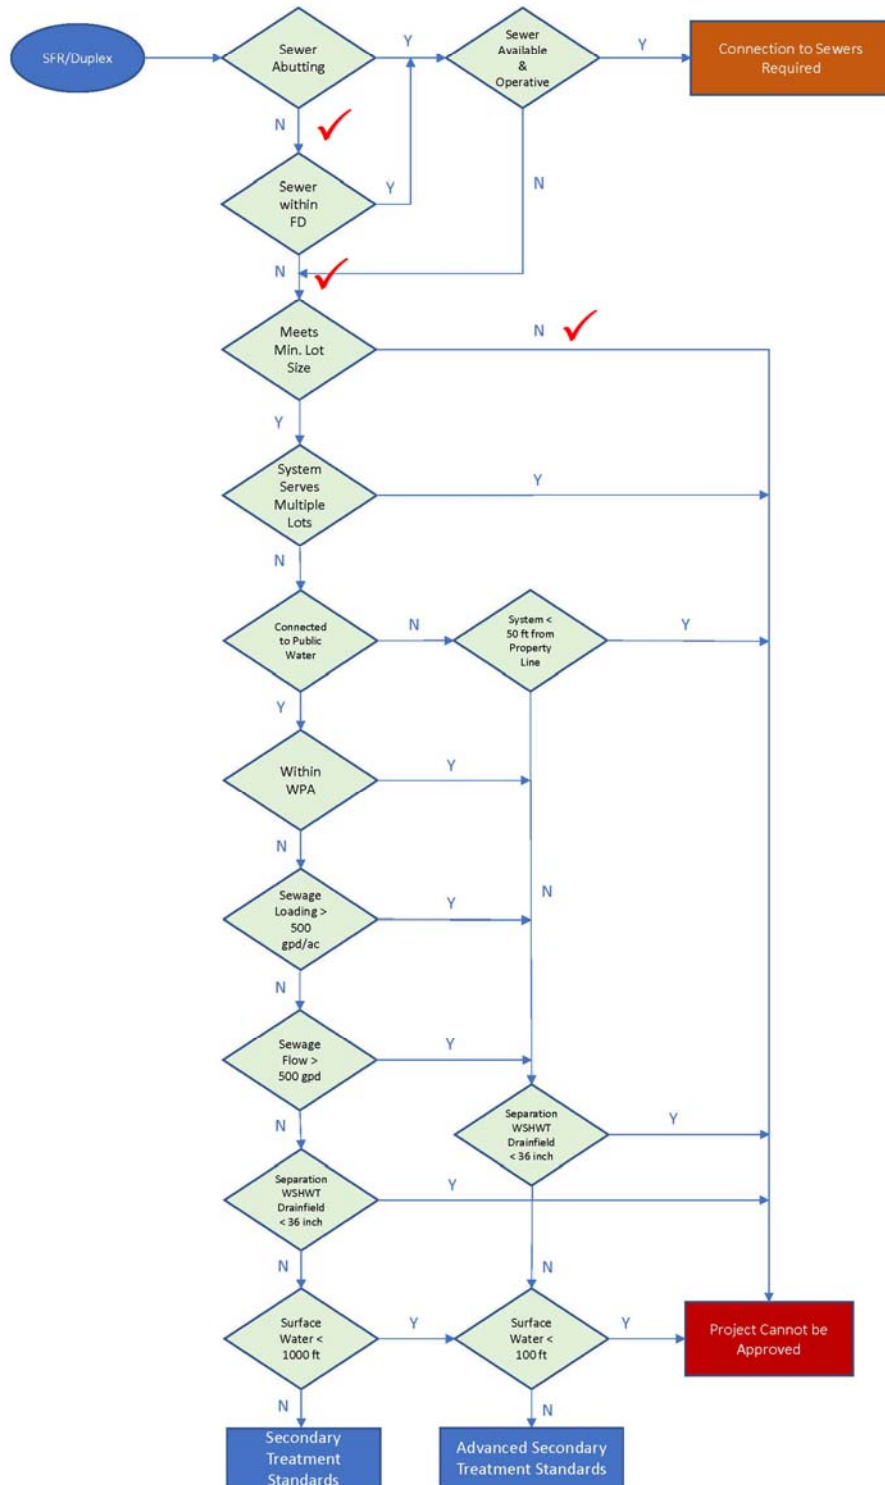 SFR/Duplex
Sewer
Abutting
Y
Sewer
Available
&
Operative
Y
Connection to Sewers
Required
N
Sewer
within
FD
Y
N
N
Meets
Min. Lot
Size
N
Y
System
Serves
Multiple
Lots
Y
N
Connected
to Public
Water
N
System <
50 ft from
Property
Line
Y
Y
Within
WPA
Y
N
Sewage
Loading >
500
gpd/ac
Y
N
N
Sewage
Flow >
500 gpd
Y
N
Separation
WSHWT
Drainfield
< 36 inch
Y
Separation
WSHWT
Drainfield
< 36 inch
Y
N
N
Surface
Water <
1000 ft
Y
Surface
Water <
100 ft
Y
Project Cannot be
Approved
N
N
Secondary
Treatment
Standards
Advanced Secondary
Treatment Standards